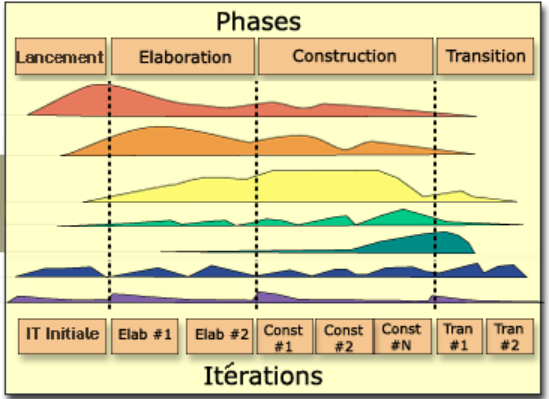 Phases
Lancement Elaboration Construction Transition
IT Initiale Elab #1 Elab #2 Const #1 Const #2 Const #N Tran #1 Tran #2
Itérations